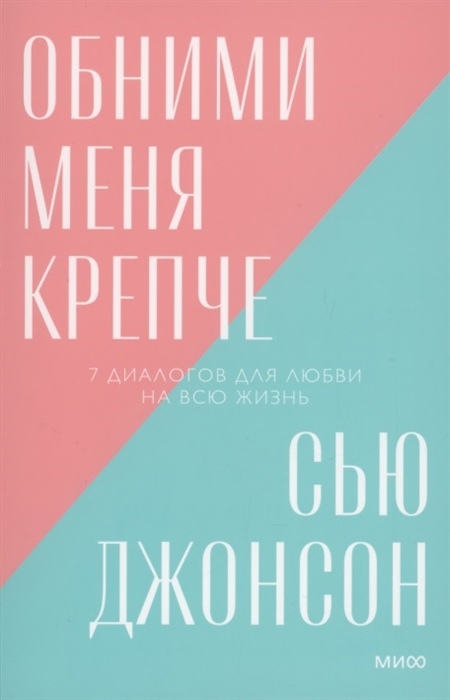 ОБНИМИ
МЕНЯ
КРЕПЧЕ
7 ДИАЛОГОВ ДЛЯ ЛЮБВИ
НА ВСЮ ЖИЗНЬ
СЬЮ
ДЖОНСОН
МИФ